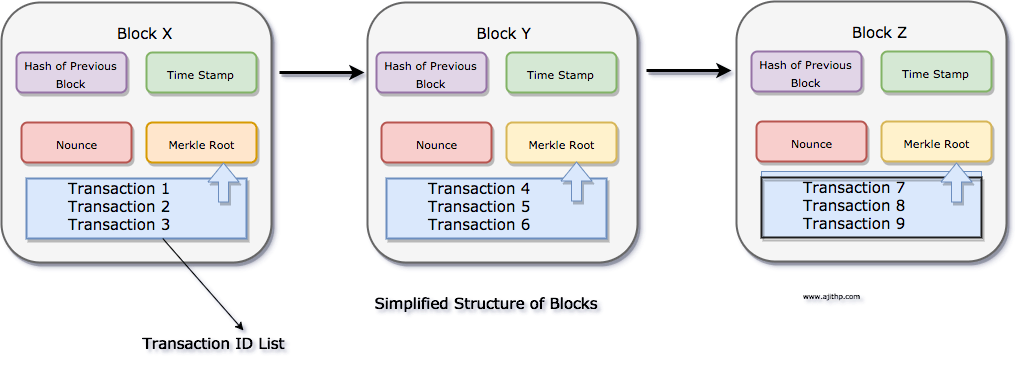 Block X
Hash of Previous
Block
Time Stamp
Nounce
Merkle Root
Transaction 1
Transaction 2
Transaction 3
Block Y
Hash of Previous
Block
Time Stamp
Nounce
Merkle Root
Transaction 4
Transaction 5
Transaction 6
Block Z
Hash of Previous
Block
Time Stamp
Nounce
Merkle Root
Transaction 7
Transaction 8
Transaction 9
Simplified Structure of Blocks
www.ajithp.com
Transaction ID List